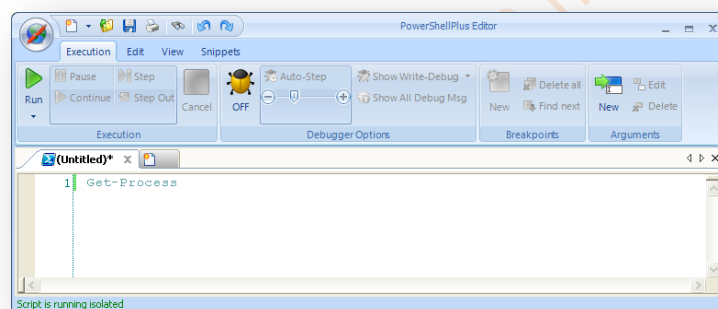 PowerShellPlus Editor
Execution Edit View Snippets
Run
Pause Step
Continue Step Out
Cancel
Execution
OFF
Auto-Step
Show Write-Debug
Show All Debug Msg
Debugger Options
New
Delete all
Find next
Breakpoints
New
Edit
Delete
Arguments
(Untitled)*
1 Get-Process
Script is running isolated